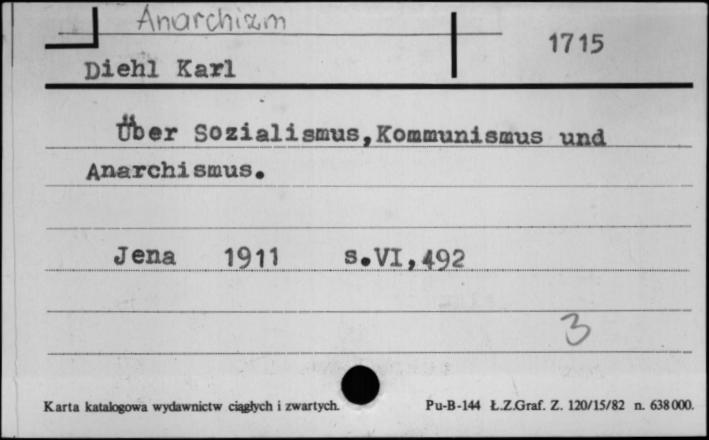 Anarchizm
1715
Diehl Karl
Über Sozialismus,Kommunismus und
Anarchismus.
Jena 1911 s.VI,492
3
Karta katalogowa wydawnictw ciągłych i zwartych. Pu-B-144 Ł.Z.Graf. Z. 120/15/82 n. 638000.